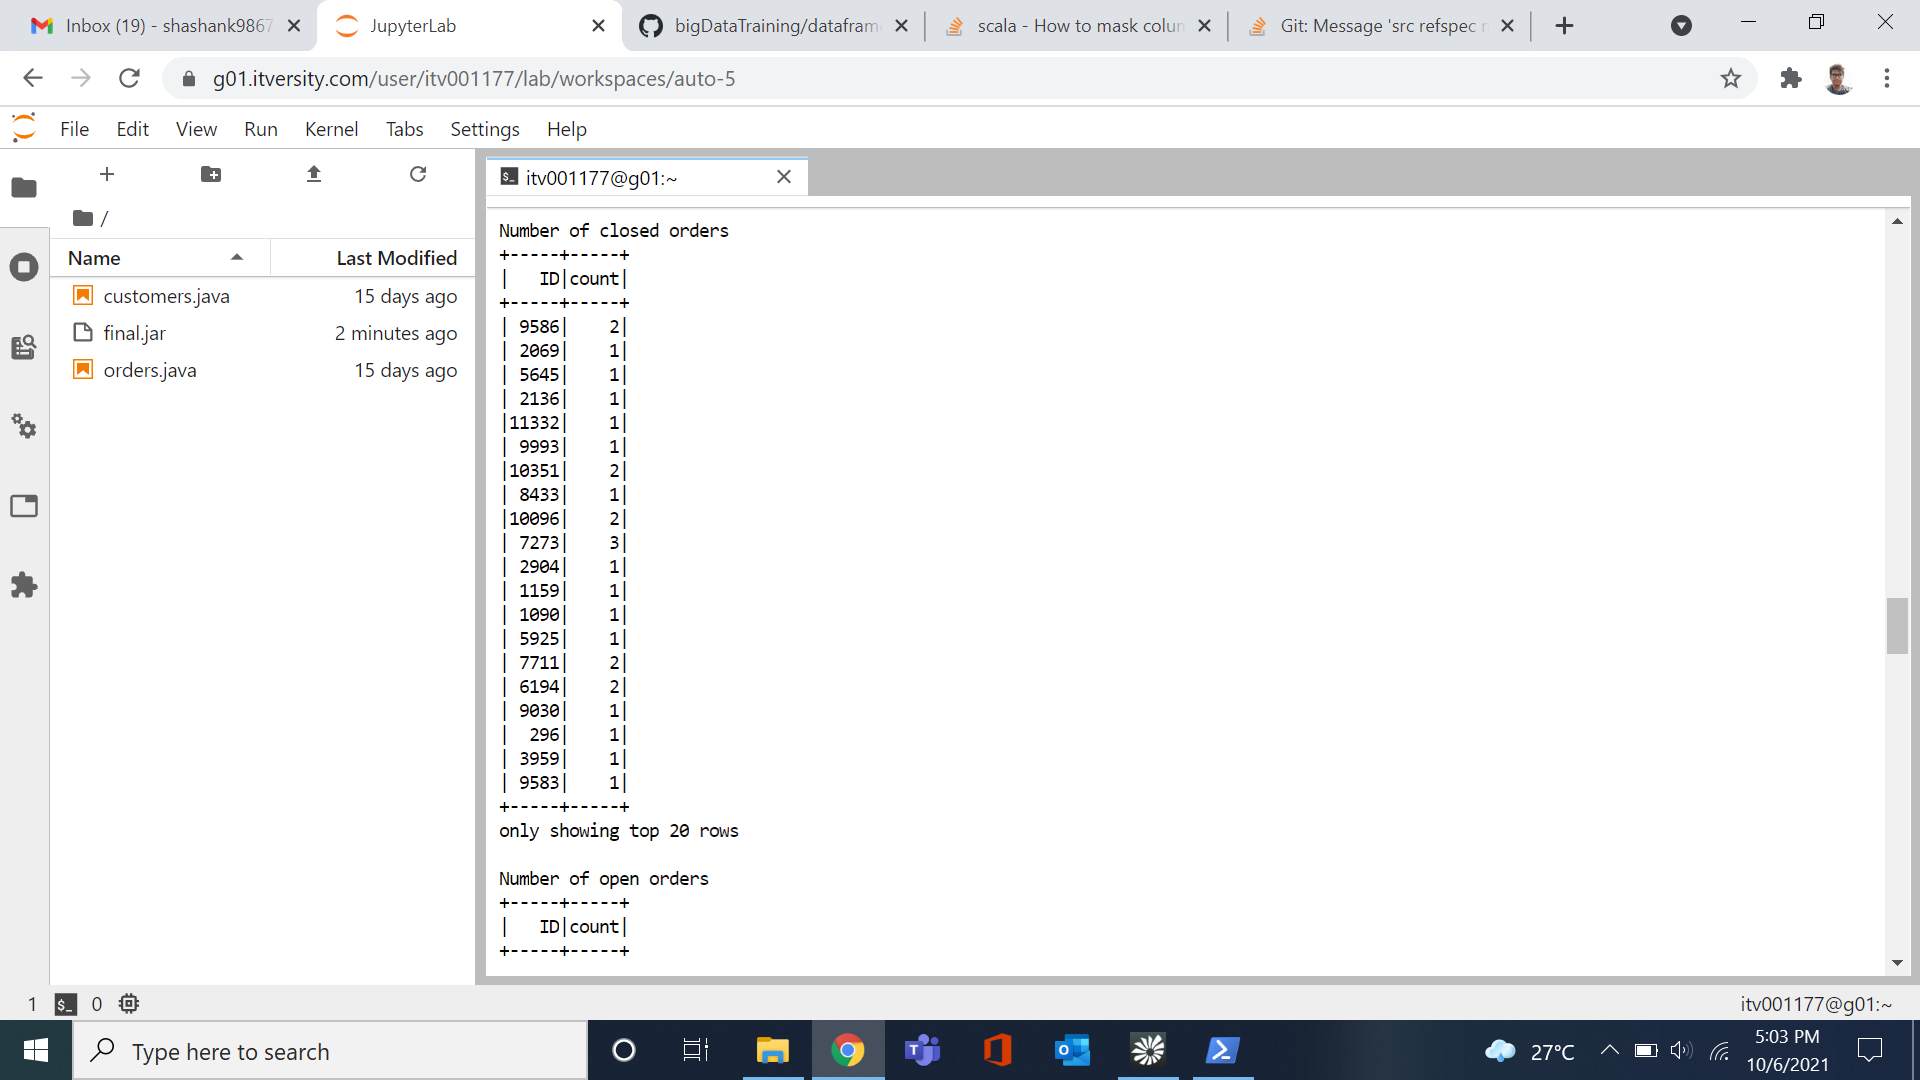 Inbox (19) - shashank9867
JupyterLab
bigDataTraining/datafram
scala - How to mask colun
Git: Message 'src refspec
g01.itversity.com/user/itv001177/lab/workspaces/auto-5
File Edit View Run Kernel Tabs Settings Help
/
Name Last Modified
customers.java 15 days ago
final.jar 2 minutes ago
orders.java 15 days ago
itv001177@g01:~
Number of closed orders
+-----+-----+
|   ID|count|
+-----+-----+
| 9586|    2|
| 2069|    1|
| 5645|    1|
| 2136|    1|
|11332|    1|
| 9993|    1|
|10351|    2|
| 8433|    1|
|10096|    2|
| 7273|    3|
| 2904|    1|
| 1159|    1|
| 1090|    1|
| 5925|    1|
| 7711|    2|
| 6194|    2|
| 9030|    1|
|  296|    1|
| 3959|    1|
| 9583|    1|
+-----+-----+
only showing top 20 rows
Number of open orders
+-----+-----+
|   ID|count|
+-----+-----+
1 $_ 0
itv001177@g01:~
Type here to search
27°C
5:03 PM
10/6/2021